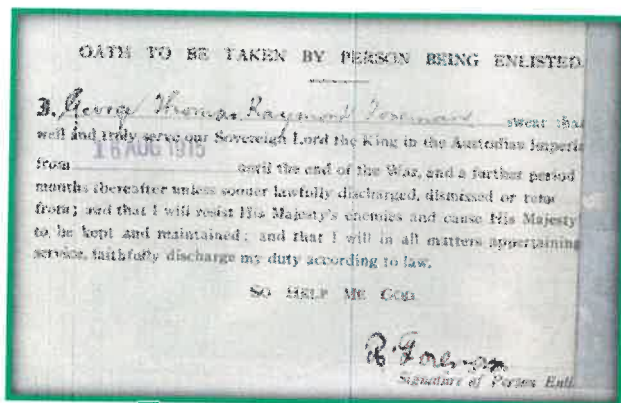 OATH TO BE TAKEN BY PERSON BEING ENLISTED.
I, George Thomas Raymond swear that
well and truly serve our Sovereign Lord the King in the Australian Imperia
16 AUG 1915
from until the end of the War, and a further period
months thereafter unless sooner lawfully discharged, dismissed or remo
from; and that I will resist His Majesty's enemies and cause His Majesty'
to be kept and maintained; and that I will in all matters appertaining
service, faithfully discharge my duty according to law.
SO HELP ME GOD.
R Foreman
Signature of Person Enli